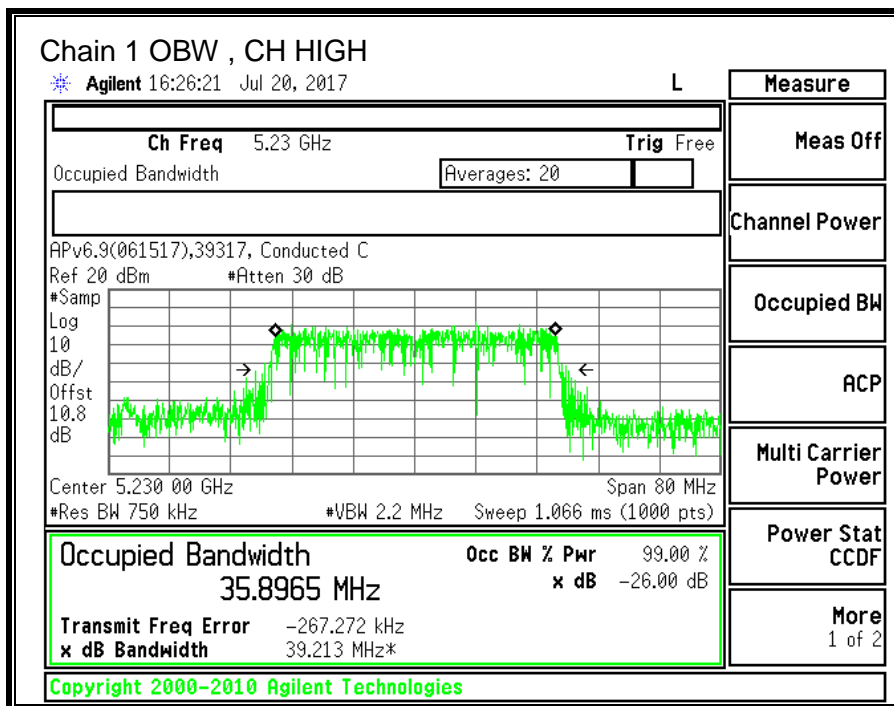 Chain 1 OBW , CH HIGH
Agilent 16:26:21 Jul 20, 2017 L
Measure
Ch Freq 5.23 GHz Trig Free
Meas Off
Occupied Bandwidth Averages: 20
Channel Power
APv6.9(061517),39317, Conducted C
Ref 20 dBm #Atten 30 dB
#Samp
Log
10
dB/
Offst
10.8
dB
Occupied BW
ACP
Multi Carrier
Power
Center 5.230 00 GHz Span 80 MHz
#Res BW 750 kHz #VBW 2.2 MHz Sweep 1.066 ms (1000 pts)
Power Stat
CCDF
Occupied Bandwidth Occ BW % Pwr 99.00 %
35.8965 MHz x dB -26.00 dB
Transmit Freq Error -267.272 kHz
x dB Bandwidth 39.213 MHz*
More
1 of 2
Copyright 2000-2010 Agilent Technologies